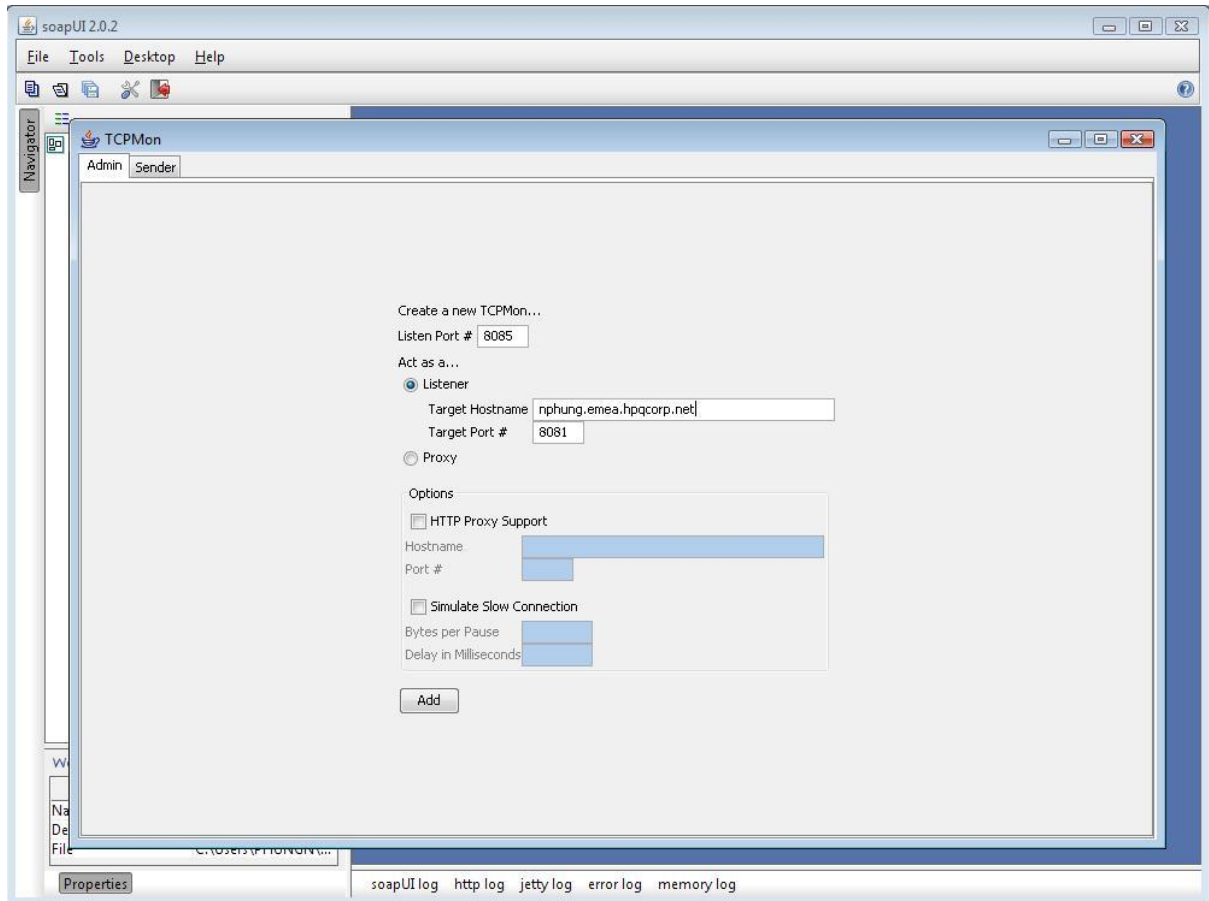 soapUI 2.0.2
File Tools Desktop Help
Navigator
TCPMon
Admin Sender
Create a new TCPMon...
Listen Port # 8085
Act as a...
Listener
Target Hostname nphung.emea.hpqcorp.net
Target Port # 8081
Proxy
Options
HTTP Proxy Support
Hostname
Port #
Simulate Slow Connection
Bytes per Pause
Delay in Milliseconds
Add
Na
De
File
Properties
soapUI log http log jetty log error log memory log